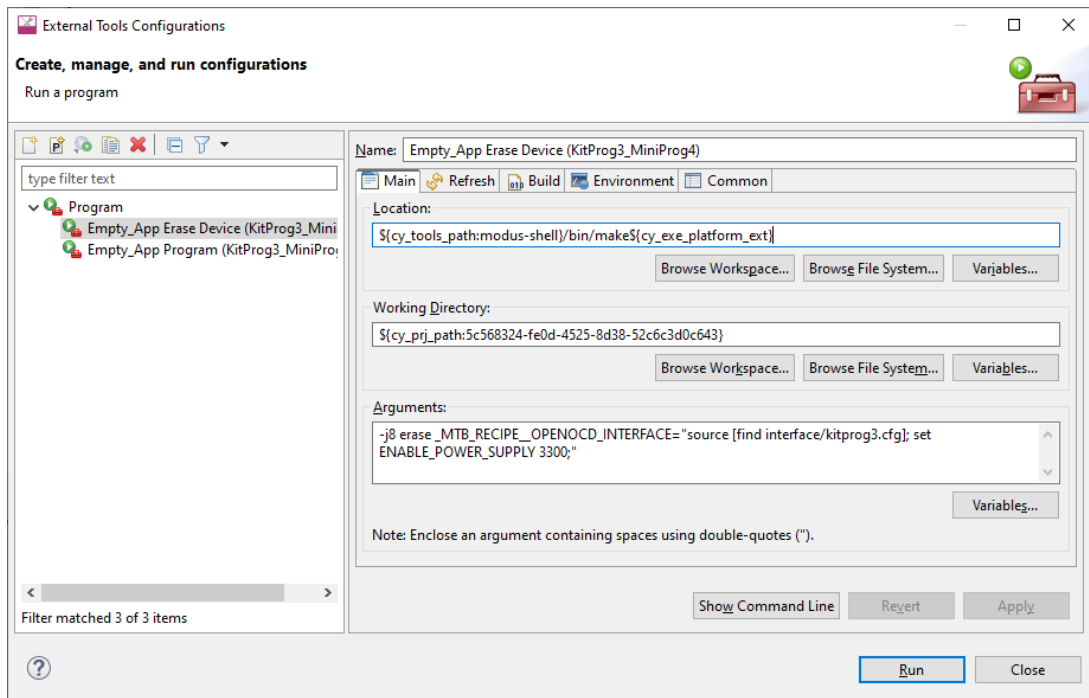 External Tools Configurations
Create, manage, and run configurations
Run a program
type filter text
Program
Empty_App Erase Device (KitProg3_Mini
Empty_App Program (KitProg3_MiniPro
Filter matched 3 of 3 items
Name: Empty_App Erase Device (KitProg3_MiniProg4)
Main Refresh Build Environment Common
Location:
${cy_tools_path:modus-shell}/bin/make${cy_exe_platform_ext}
Browse Workspace... Browse File System... Variables...
Working Directory:
${cy_prj_path:5c568324-fe0d-4525-8d38-52c6c3d0c643}
Browse Workspace... Browse File System... Variables...
Arguments:
-j8 erase _MTB_RECIPE__OPENOCD_INTERFACE="source [find interface/kitprog3.cfg]; set
ENABLE_POWER_SUPPLY 3300;"
Variables...
Note: Enclose an argument containing spaces using double-quotes (").
Show Command Line Revert Apply
Run Close